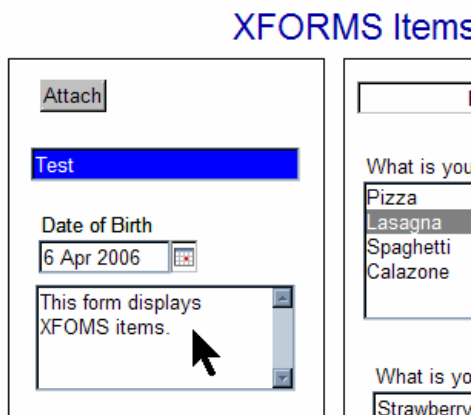 XFORMS Items
Attach
Test
Date of Birth
6 Apr 2006
This form displays
XFOMS items.
What is you
Pizza
Lasagna
Spaghetti
Calazone
What is yo
Strawberry